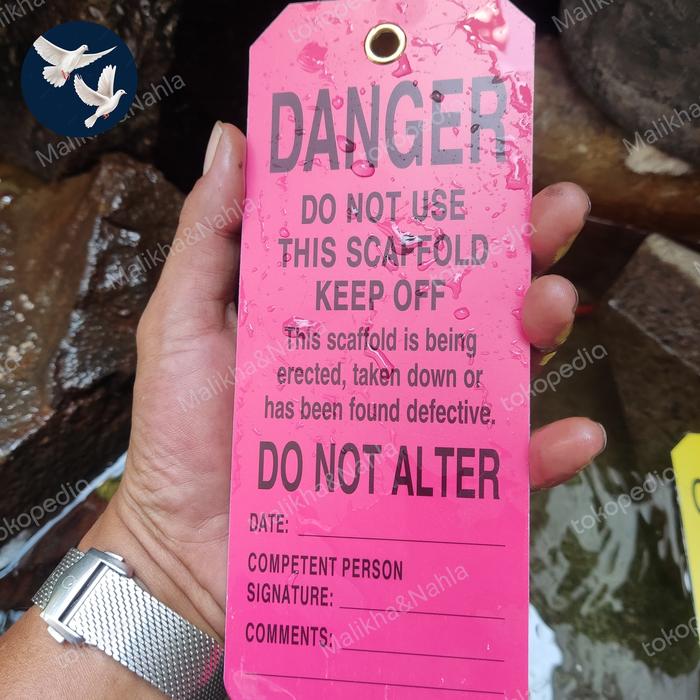 DANGER
DO NOT USE
THIS SCAFFOLD
KEEP OFF
This scaffold is being
erected, taken down or
has been found defective.
DO NOT ALTER
DATE:
COMPETENT PERSON
SIGNATURE:
COMMENTS:
Malikha&Nahla
tokopedia